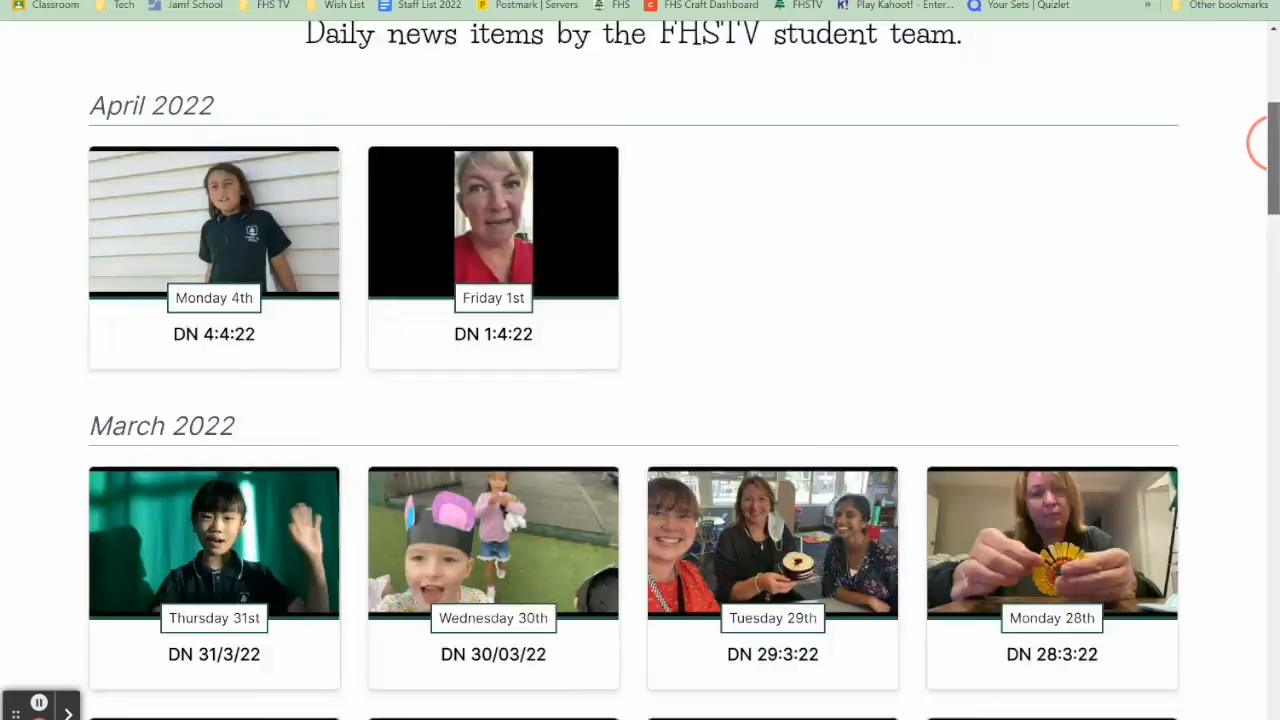 Classroom Tech Jamf School FHS TV Wish List Staff List 2022 Postmark | Servers FHS FHS Craft Dashboard FHSTV Play Kahoot! - Enter... Your Sets | Quizlet » Other bookmarks
Daily news items by the FHSTV student team.
April 2022
Monday 4th Friday 1st
DN 4:4:22 DN 1:4:22
March 2022
Thursday 31st Wednesday 30th Tuesday 29th Monday 28th
DN 31/3/22 DN 30/03/22 DN 29:3:22 DN 28:3:22